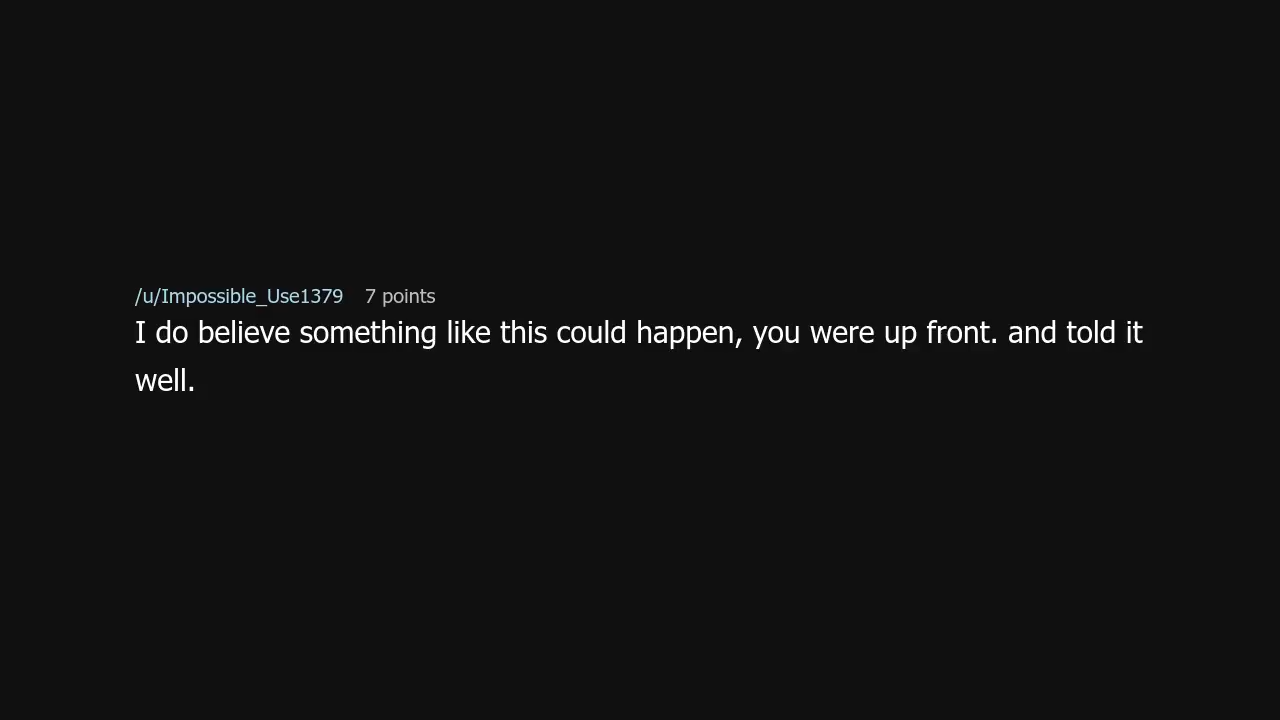 /u/Impossible_Use1379 7 points
I do believe something like this could happen, you were up front. and told it
well.